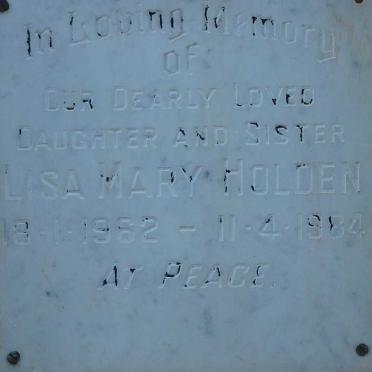 In Loving Memory
of
Our Dearly Loved
Daughter and Sister
Lisa Mary Holden
18·1·1962 - 11·4·1984
At Peace.